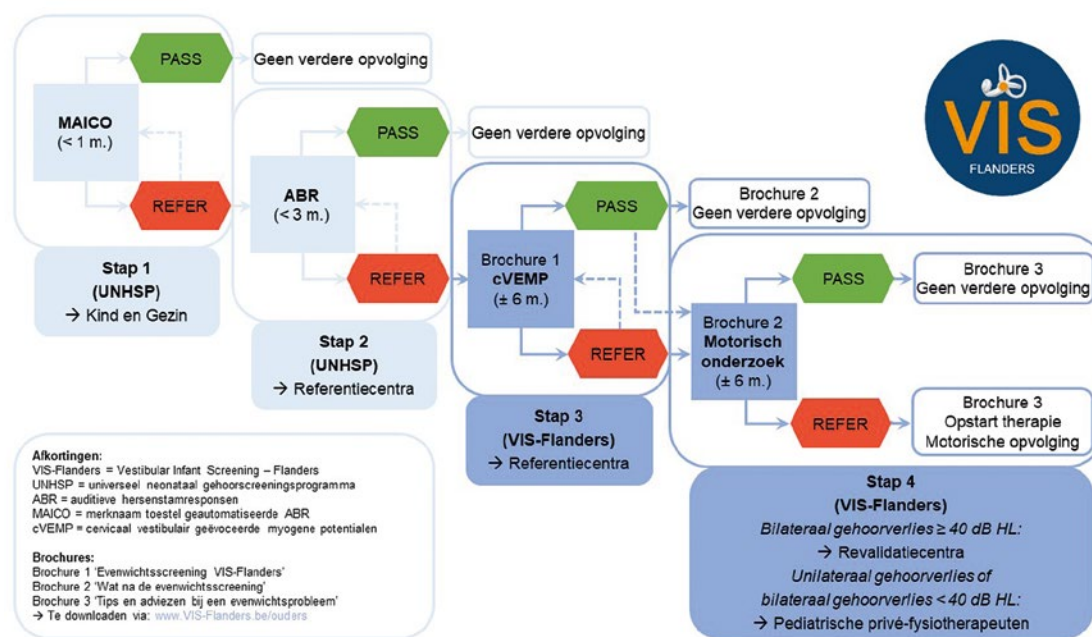 PASS
Geen verdere opvolging
MAICO
(< 1 m.)
REFER
Stap 1
(UNHSP)
→ Kind en Gezin
PASS
Geen verdere opvolging
ABR
(< 3 m.)
REFER
Stap 2
(UNHSP)
→ Referentiecentra
PASS
Brochure 2
Geen verdere opvolging
Brochure 1
cVEMP
(± 6 m.)
REFER
Stap 3
(VIS-Flanders)
→ Referentiecentra
PASS
Brochure 3
Geen verdere opvolging
Brochure 2
Motorisch
onderzoek
(± 6 m.)
REFER
Brochure 3
Opstart therapie
Motorische opvolging
Stap 4
(VIS-Flanders)
Bilateraal gehoorverlies ≥ 40 dB HL:
→ Revalidatiecentra
Unilateraal gehoorverlies of
bilateraal gehoorverlies < 40 dB HL:
→ Pediatrische privé-fysiotherapeuten
VIS
FLANDERS
Afkortingen:
VIS-Flanders = Vestibular Infant Screening – Flanders
UNHSP = universeel neonataal gehoorscreeningsprogramma
ABR = auditieve hersenstamresponsen
MAICO = merknaam toestel geautomatiseerde ABR
cVEMP = cervicaal vestibulair geëvoceerde myogene potentialen
Brochures:
Brochure 1 'Evenwichtsscreening VIS-Flanders'
Brochure 2 'Wat na de evenwichtsscreening'
Brochure 3 'Tips en adviezen bij een evenwichtsprobleem'
→ Te downloaden via: www.VIS-Flanders.be/ouders